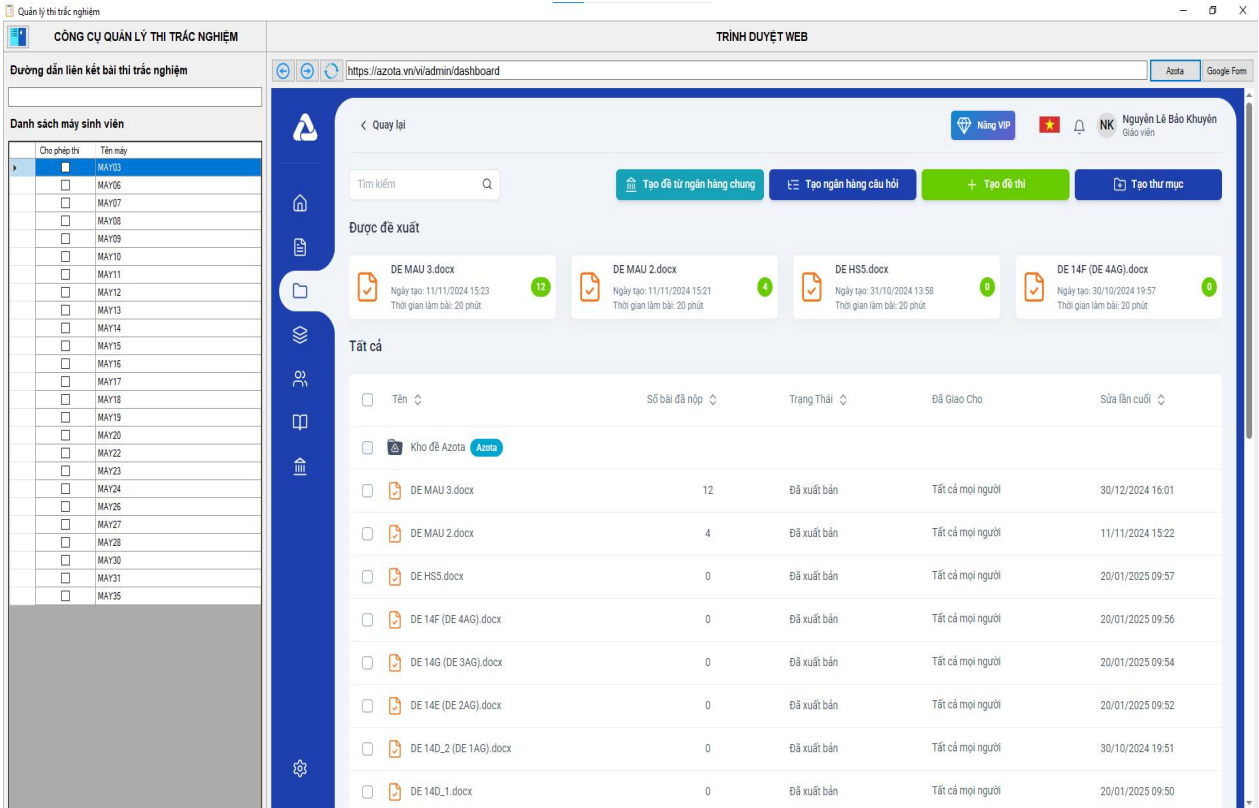 Quản lý thi trắc nghiệm
CÔNG CỤ QUẢN LÝ THI TRẮC NGHIỆM
TRÌNH DUYỆT WEB
Đường dẫn liên kết bài thi trắc nghiệm
https://azota.vn/vi/admin/dashboard
Azota
Google Form
Danh sách máy sinh viên
Cho phép thi Tên máy
MAY03
MAY06
MAY07
MAY08
MAY09
MAY10
MAY11
MAY12
MAY13
MAY14
MAY15
MAY16
MAY17
MAY18
MAY19
MAY20
MAY22
MAY23
MAY24
MAY26
MAY27
MAY28
MAY30
MAY31
MAY35
Quay lại
Nâng VIP
NK
Nguyễn Lê Bảo Khuyên
Giáo viên
Tìm kiếm
Tạo đề từ ngân hàng chung
Tạo ngân hàng câu hỏi
Tạo đề thi
Tạo thư mục
Được đề xuất
DE MAU 3.docx
Ngày tạo: 11/11/2024 15:23
Thời gian làm bài: 20 phút
12
DE MAU 2.docx
Ngày tạo: 11/11/2024 15:21
Thời gian làm bài: 20 phút
4
DE HS5.docx
Ngày tạo: 31/10/2024 13:58
Thời gian làm bài: 20 phút
0
DE 14F (DE 4AG).docx
Ngày tạo: 30/10/2024 19:57
Thời gian làm bài: 20 phút
0
Tất cả
Tên Số bài đã nộp Trạng Thái Đã Giao Cho Sửa lần cuối
Kho đề Azota Azota
DE MAU 3.docx 12 Đã xuất bản Tất cả mọi người 30/12/2024 16:01
DE MAU 2.docx 4 Đã xuất bản Tất cả mọi người 11/11/2024 15:22
DE HS5.docx 0 Đã xuất bản Tất cả mọi người 20/01/2025 09:57
DE 14F (DE 4AG).docx 0 Đã xuất bản Tất cả mọi người 20/01/2025 09:56
DE 14G (DE 3AG).docx 0 Đã xuất bản Tất cả mọi người 20/01/2025 09:54
DE 14E (DE 2AG).docx 0 Đã xuất bản Tất cả mọi người 20/01/2025 09:52
DE 14D_2 (DE 1AG).docx 0 Đã xuất bản Tất cả mọi người 30/10/2024 19:51
DE 14D_1.docx 0 Đã xuất bản Tất cả mọi người 20/01/2025 09:50